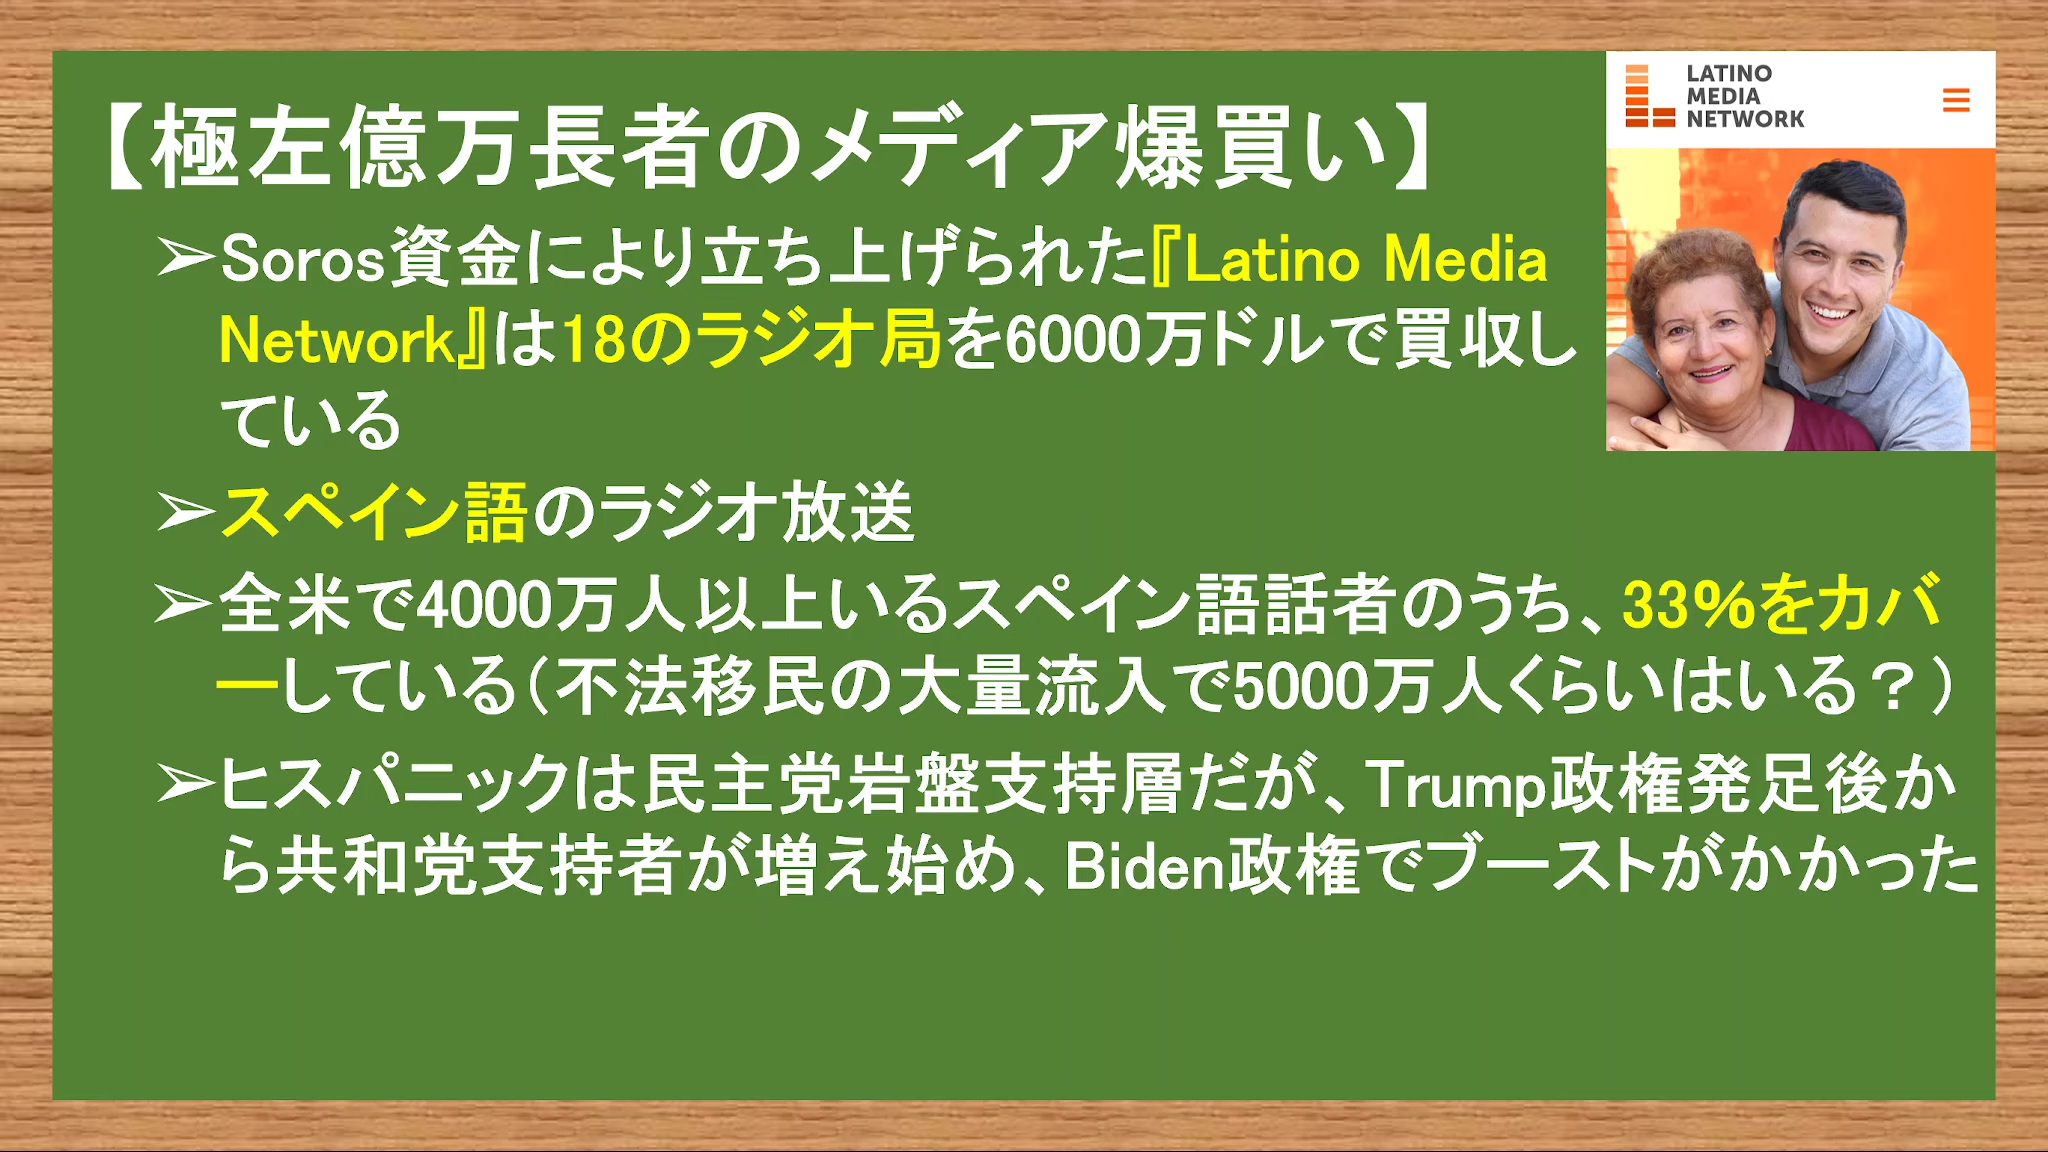 【極左億万長者のメディア爆買い】
LATINO
MEDIA
NETWORK
➢Soros資金により立ち上げられた『Latino Media
Network』は18のラジオ局を6000万ドルで買収し
ている
➢スペイン語のラジオ放送
➢全米で4000万人以上いるスペイン語話者のうち、33%をカバ
ーしている（不法移民の大量流入で5000万人くらいはいる？）
➢ヒスパニックは民主党岩盤支持層だが、Trump政権発足後か
ら共和党支持者が増え始め、Biden政権でブーストがかかった